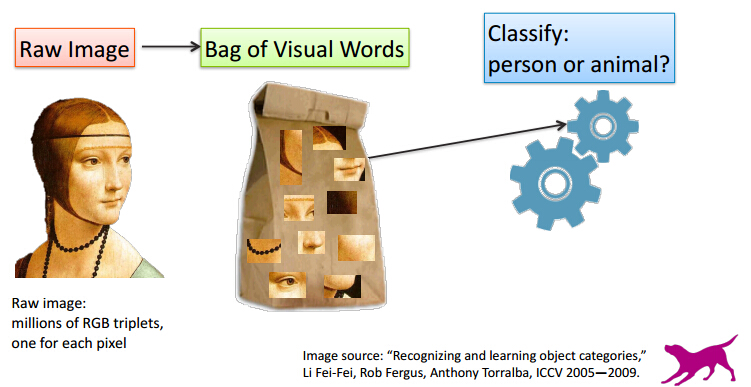 Raw Image
Bag of Visual Words
Classify:
person or animal?
Raw image:
millions of RGB triplets,
one for each pixel
Image source: “Recognizing and learning object categories,”
Li Fei-Fei, Rob Fergus, Anthony Torralba, ICCV 2005—2009.